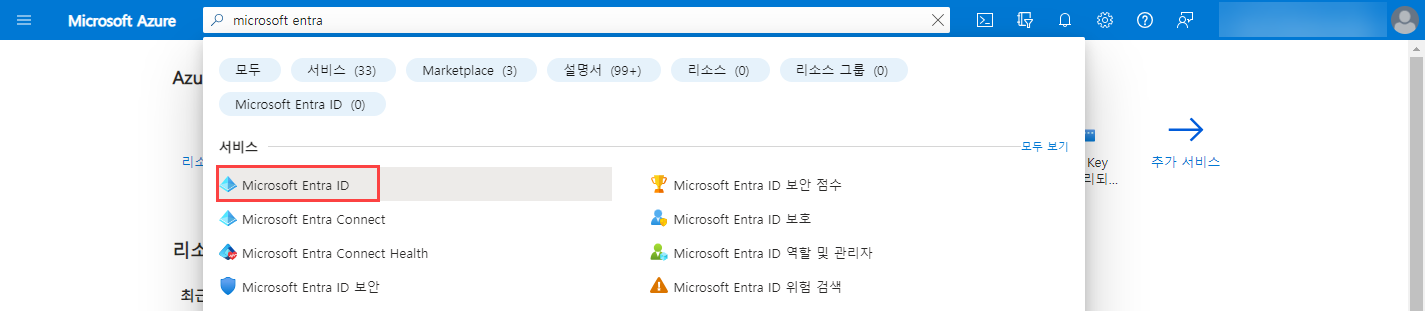 Microsoft Azure
microsoft entra
모두
서비스 (33)
Marketplace (3)
설명서 (99+)
리소스 (0)
리소스 그룹 (0)
Microsoft Entra ID (0)
Azu
서비스
모두 보기
리소
Microsoft Entra ID
Microsoft Entra ID 보안 점수
Microsoft Entra Connect
Microsoft Entra ID 보호
Microsoft Entra Connect Health
Microsoft Entra ID 역할 및 관리자
Microsoft Entra ID 보안
Microsoft Entra ID 위험 검색
Key
리되...
추가 서비스
리소
최근